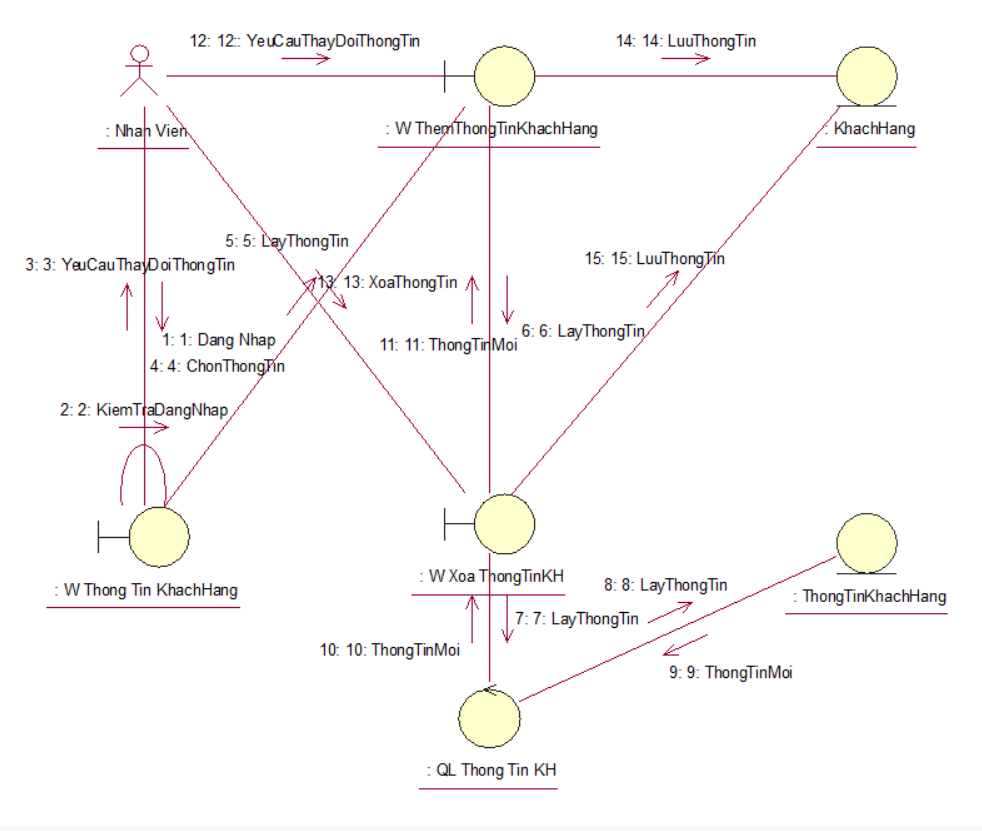 12: 12:: YeuCauThayDoiThongTin
14: 14: LuuThongTin
: Nhan Vien
: W ThemThongTinKhachHang
: KhachHang
5: 5: LayThongTin
3: 3: YeuCauThayDoiThongTin
15: 15: LuuThongTin
13: 13: XoaThongTin
6: 6: LayThongTin
1: 1: Dang Nhap
11: 11: ThongTinMoi
4: 4: ChonThongTin
2: 2: KiemTraDangNhap
: W Thong Tin KhachHang
: W Xoa ThongTinKH
8: 8: LayThongTin
: ThongTinKhachHang
7: 7: LayThongTin
10: 10: ThongTinMoi
9: 9: ThongTinMoi
: QL Thong Tin KH